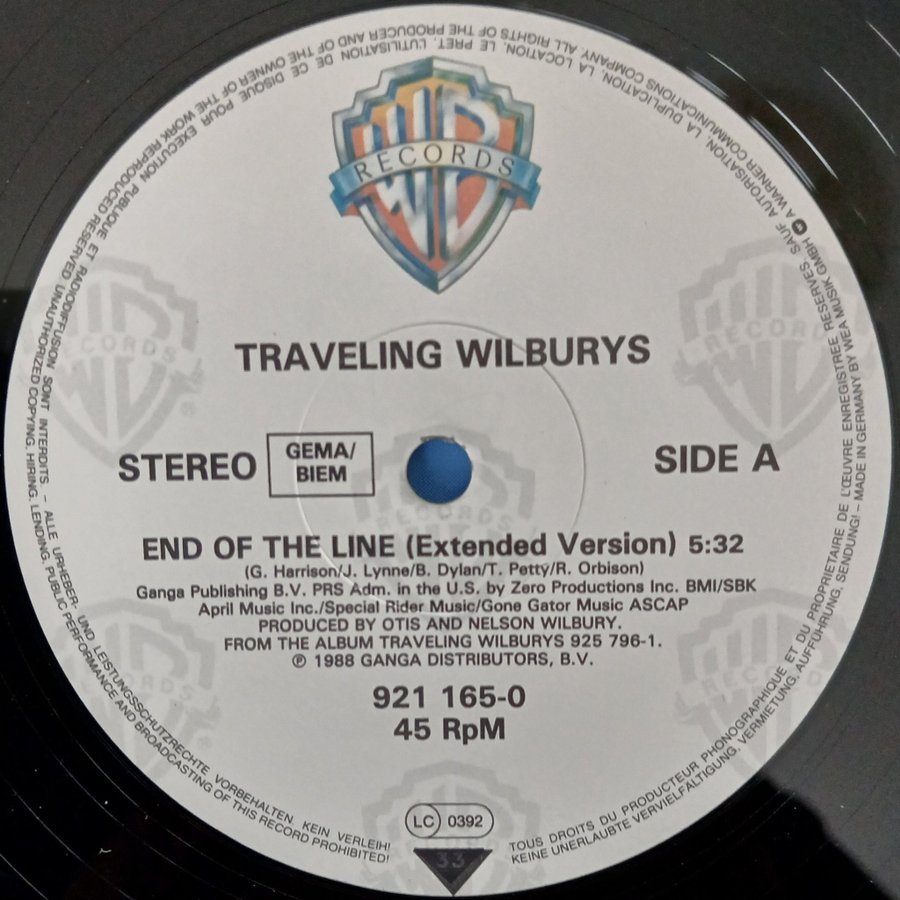 WB
RECORDS
TRAVELING WILBURYS
STEREO
GEMA/
BIEM
SIDE A
END OF THE LINE (Extended Version) 5:32
(G. Harrison/J. Lynne/B. Dylan/T. Petty/R. Orbison)
Ganga Publishing B.V. PRS Adm. in the U.S. by Zero Productions Inc. BMI/SBK
April Music Inc./Special Rider Music/Gone Gator Music ASCAP
PRODUCED BY OTIS AND NELSON WILBURY.
FROM THE ALBUM TRAVELING WILBURYS 925 796-1.
℗ 1988 GANGA DISTRIBUTORS, B.V.
921 165-0
45 RpM
LC 0392
33
TOUS DROITS DU PRODUCTEUR PHONOGRAPHIQUE ET DU PROPRIETAIRE DE L'ŒUVRE ENREGISTREE RESERVES. SAUF AUTORISATION, LA DUPLICATION, LA LOCATION, LE PRET, L'UTILISATION DE CE DISQUE POUR EXECUTION PUBLIQUE ET RADIODIFFUSION SONT INTERDITS. – ALLE URHEBER- UND LEISTUNGSSCHUTZRECHTE VORBEHALTEN. KEIN VERLEIH!
KEINE UNERLAUBTE VERVIELFÄLTIGUNG, VERMIETUNG, AUFFÜHRUNG, SENDUNG! – MADE IN GERMANY BY WEA MUSIK GMBH A WARNER COMMUNICATIONS COMPANY. ALL RIGHTS OF THE PRODUCER AND OF THE OWNER OF THE WORK REPRODUCED RESERVED. UNAUTHORIZED COPYING, HIRING, LENDING, PUBLIC PERFORMANCE AND BROADCASTING OF THIS RECORD PROHIBITED!